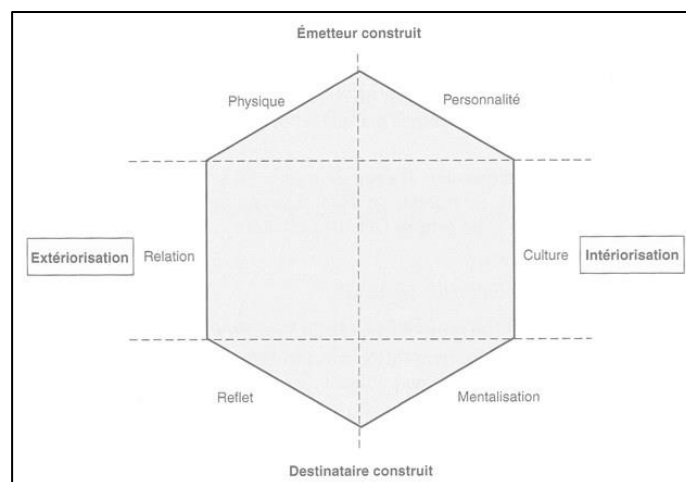 Émetteur construit
Physique
Personnalité
Extériorisation
Relation
Culture
Intériorisation
Reflet
Mentalisation
Destinataire construit